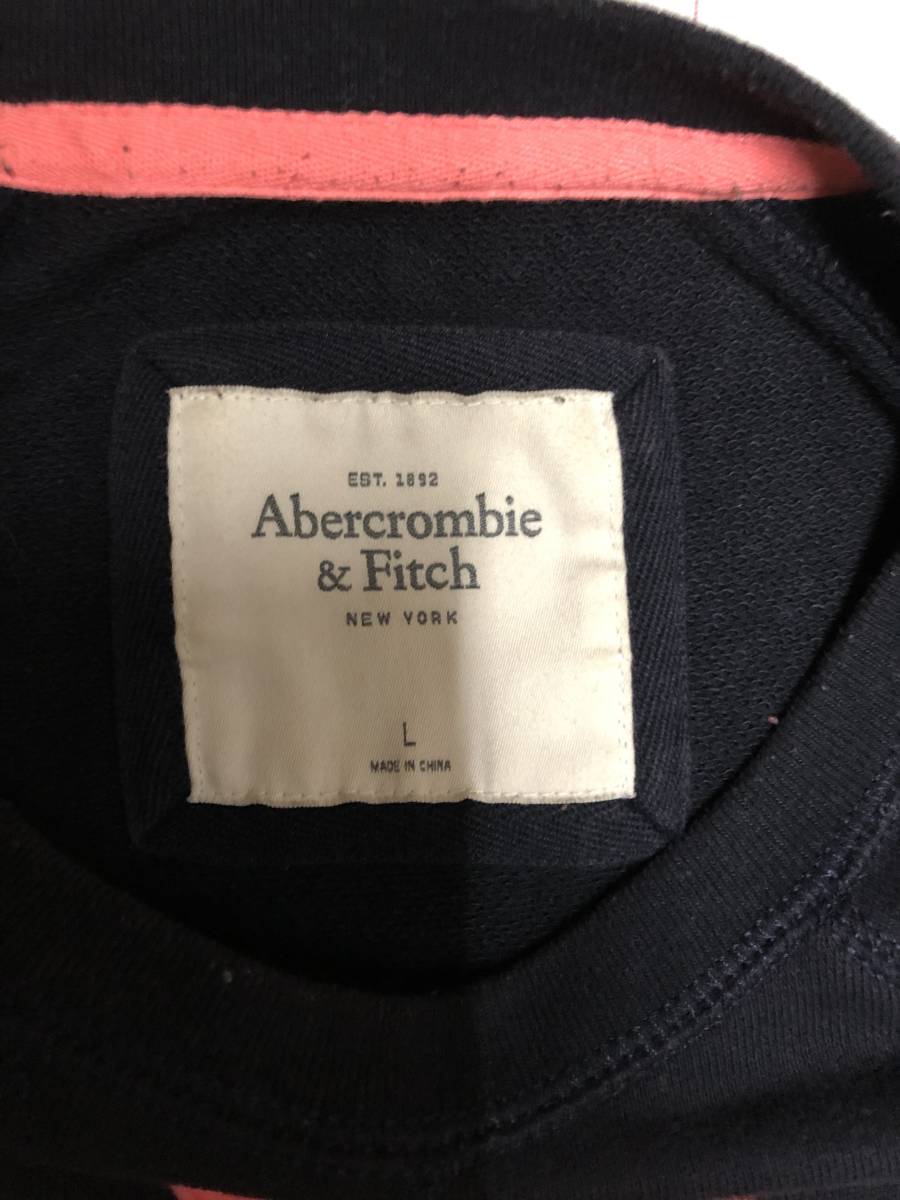 EST. 1892
Abercrombie
& Fitch
NEW YORK
L
MADE IN CHINA